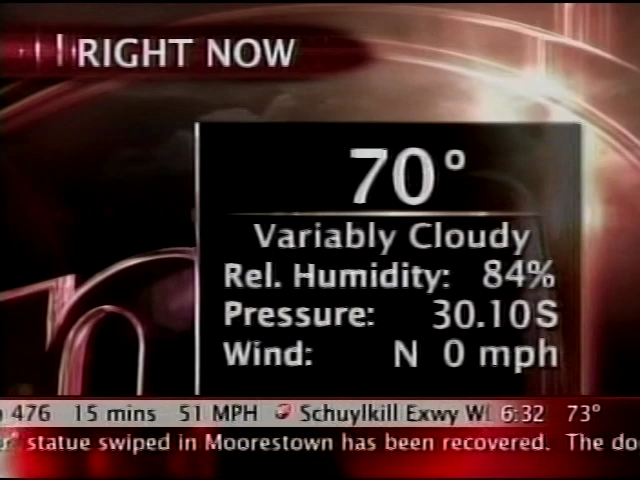 RIGHT NOW
70°
Variably Cloudy
Rel. Humidity: 84%
Pressure: 30.10S
Wind: N 0 mph
476 15 mins 51 MPH Schuylkill Exwy 6:32 73°
statue swiped in Moorestown has been recovered. The